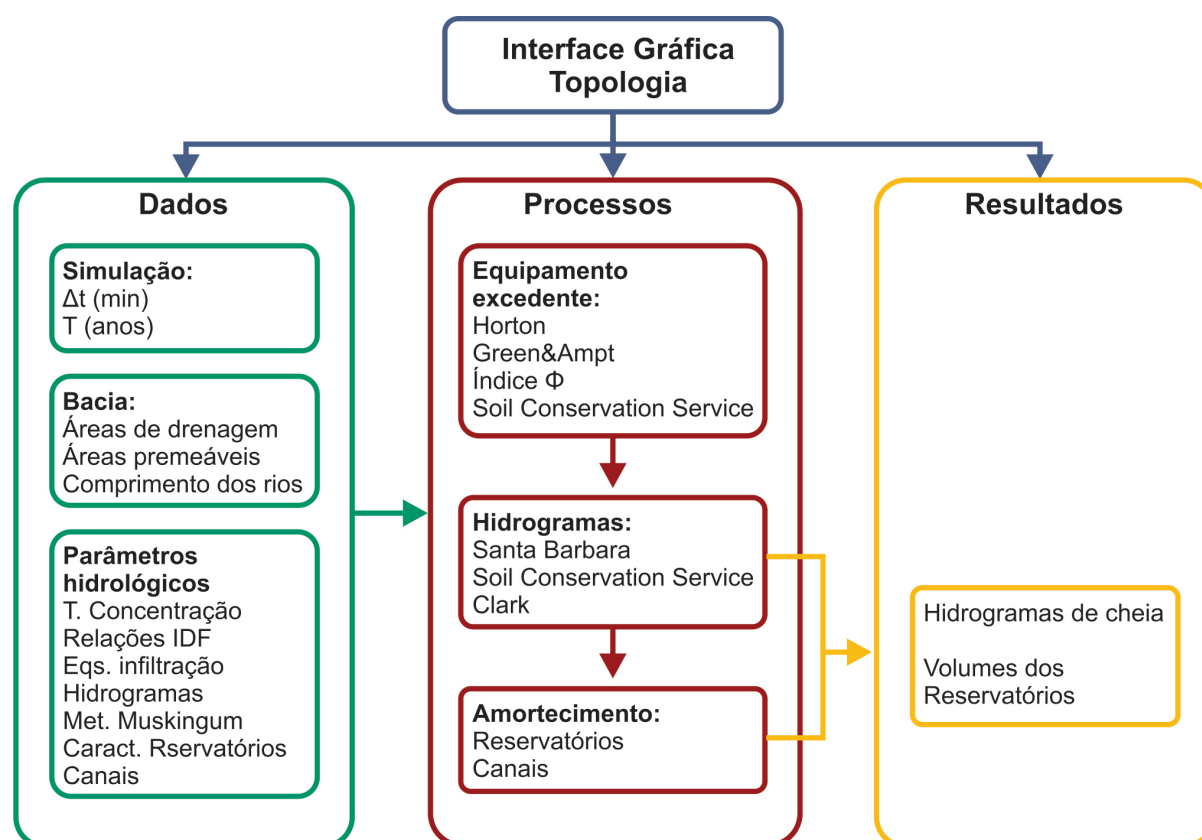 Interface Gráfica
Topologia
Dados
Simulação:
Δt (min)
T (anos)
Bacia:
Áreas de drenagem
Áreas premeáveis
Comprimento dos rios
Parâmetros
hidrológicos
T. Concentração
Relações IDF
Eqs. infiltração
Hidrogramas
Met. Muskingum
Caract. Rservatórios
Canais
Processos
Equipamento
excedente:
Horton
Green&Ampt
Índice Φ
Soil Conservation Service
Hidrogramas:
Santa Barbara
Soil Conservation Service
Clark
Amortecimento:
Reservatórios
Canais
Resultados
Hidrogramas de cheia
Volumes dos
Reservatórios